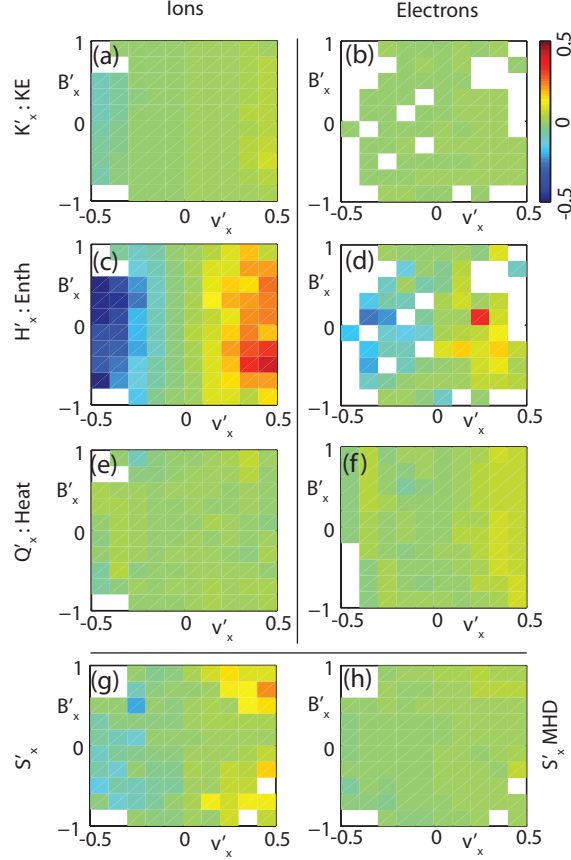 Ions Electrons
(a) (b)
K'x : KE
B'x
1
0
-1
-0.5 0 0.5
v'x
1
B'x
0
-1
-0.5 0 0.5
v'x
0.5
0
-0.5
(c) (d)
H'x : Enth
B'x
1
0
-1
-0.5 0 0.5
v'x
1
B'x
0
-1
-0.5 0 0.5
v'x
(e) (f)
Q'x : Heat
B'x
1
0
-1
-0.5 0 0.5
v'x
1
B'x
0
-1
-0.5 0 0.5
v'x
(g) (h)
S'x
B'x
1
0
-1
-0.5 0 0.5
v'x
1
B'x
0
-1
-0.5 0 0.5
v'x
S'x MHD